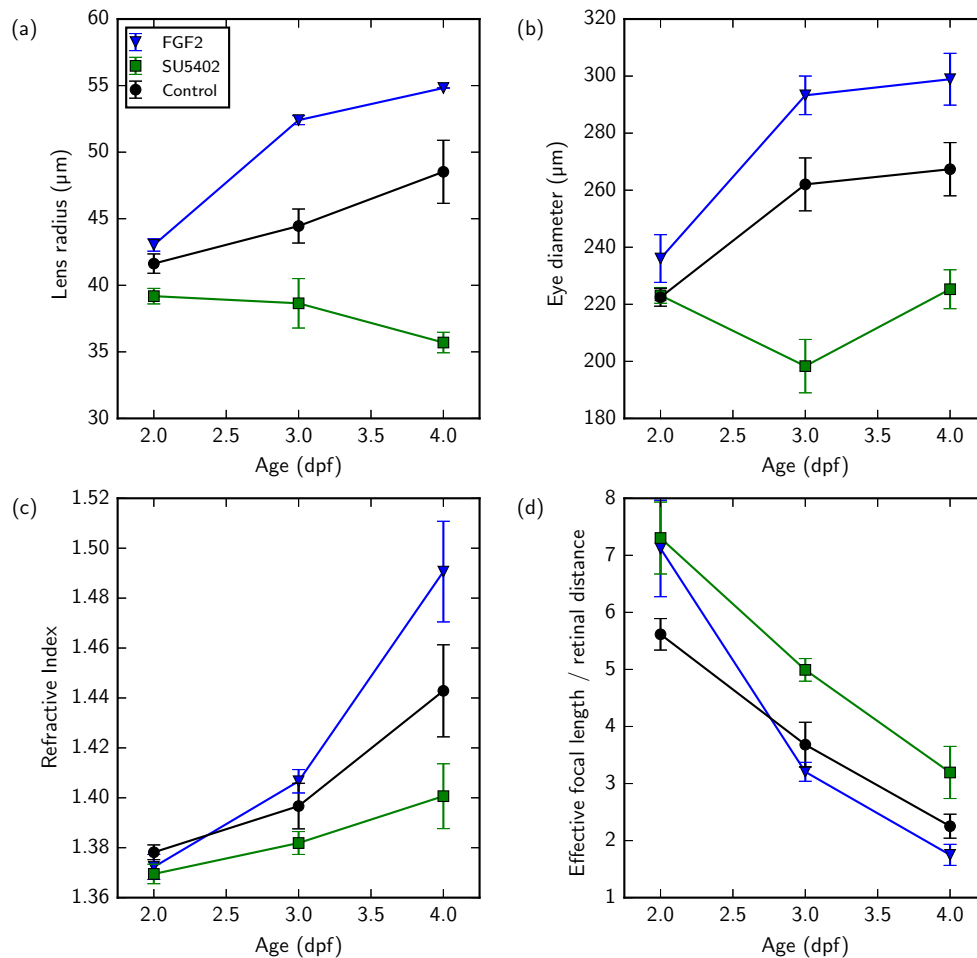 (a)
60
55
50
45
40
35
30
Lens radius (µm)
FGF2
SU5402
Control
2.0 2.5 3.0 3.5 4.0
Age (dpf)
(b)
320
300
280
260
240
220
200
180
Eye diameter (µm)
2.0 2.5 3.0 3.5 4.0
Age (dpf)
(c)
1.52
1.50
1.48
1.46
1.44
1.42
1.40
1.38
1.36
Refractive Index
2.0 2.5 3.0 3.5 4.0
Age (dpf)
(d)
8
7
6
5
4
3
2
1
Effective focal length / retinal distance
2.0 2.5 3.0 3.5 4.0
Age (dpf)